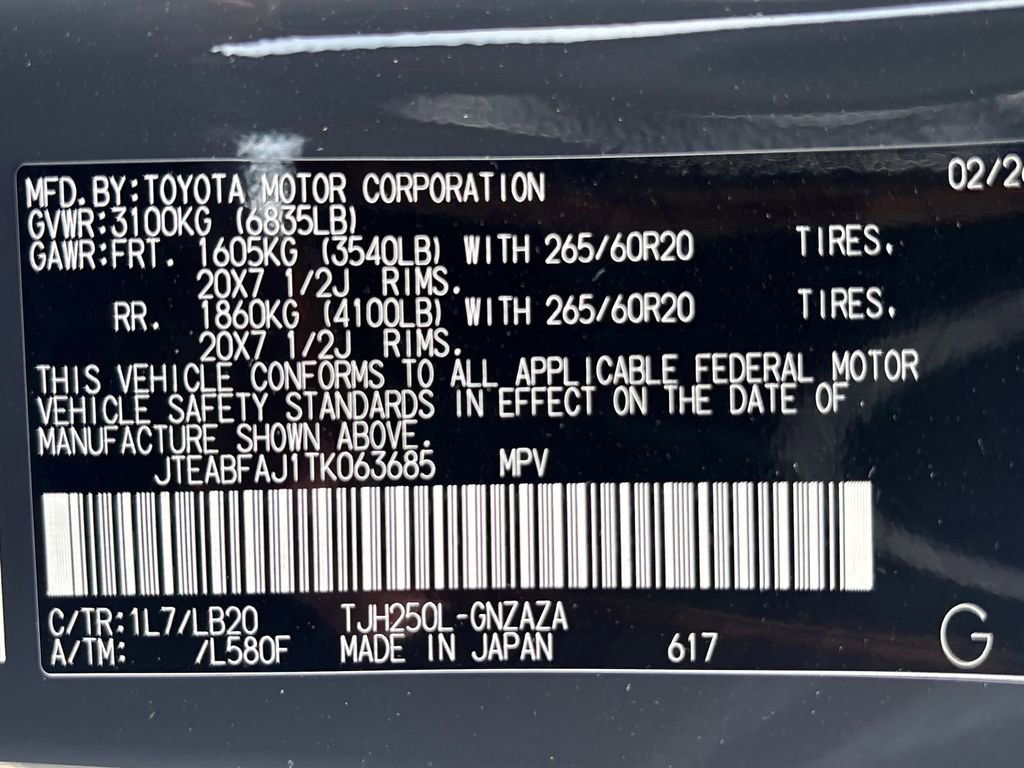 MFD.BY:TOYOTA MOTOR CORPORATION 02/2
GVWR:3100KG (6835LB)
GAWR:FRT. 1605KG (3540LB) WITH 265/60R20 TIRES.
20X7 1/2J RIMS.
RR. 1860KG (4100LB) WITH 265/60R20 TIRES.
20X7 1/2J RIMS.
THIS VEHICLE CONFORMS TO ALL APPLICABLE FEDERAL MOTOR
VEHICLE SAFETY STANDARDS IN EFFECT ON THE DATE OF
MANUFACTURE SHOWN ABOVE.
JTEABFAJ1TK063685 MPV
C/TR:1L7/LB20 TJH250L-GNZAZA
A/TM: /L580F MADE IN JAPAN 617 G